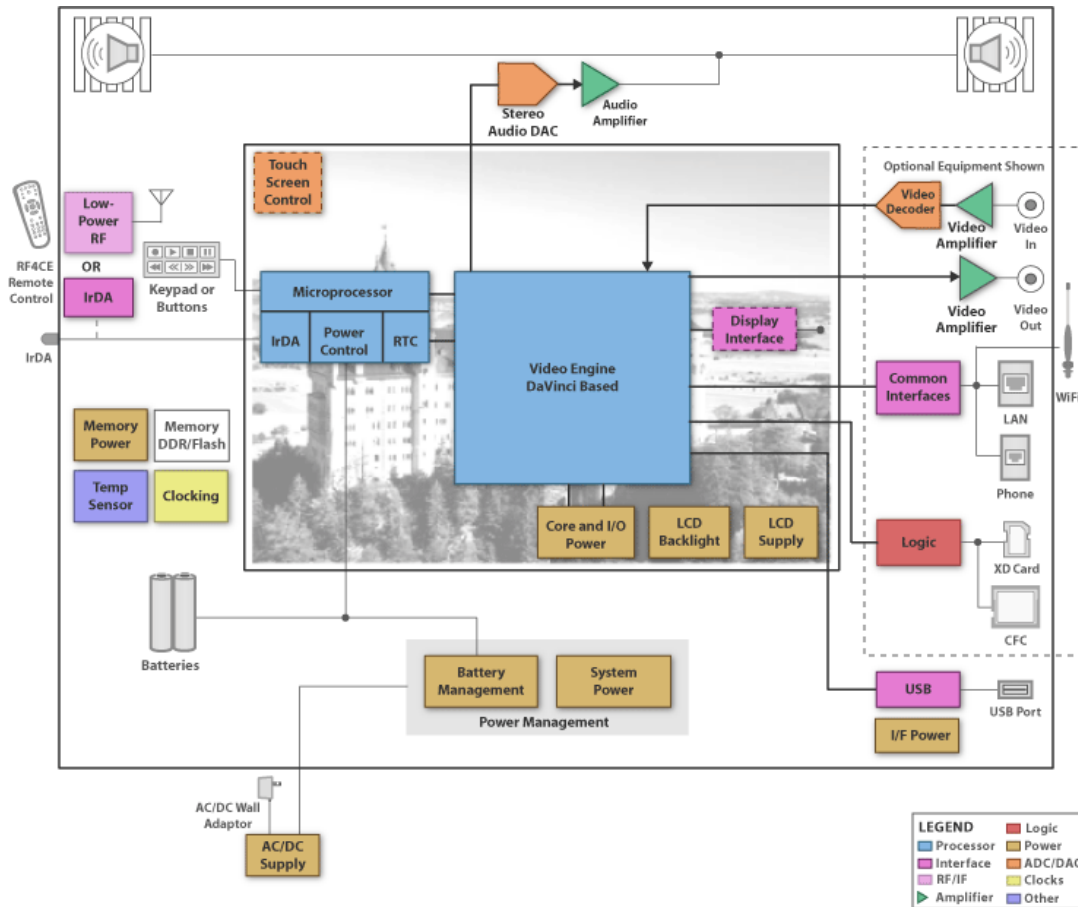 Stereo
Audio DAC
Audio
Amplifier
Touch
Screen
Control
Optional Equipment Shown
Video
Decoder
Video
Amplifier
Video
In
Low-
Power
RF
OR
IrDA
RF4CE
Remote
Control
Keypad or
Buttons
IrDA
Microprocessor
IrDA
Power
Control
RTC
Video Engine
DaVinci Based
Display
Interface
Video
Amplifier
Video
Out
Common
Interfaces
WiFi
LAN
Phone
Memory
Power
Memory
DDR/Flash
Temp
Sensor
Clocking
Core and I/O
Power
LCD
Backlight
LCD
Supply
Logic
XD Card
CFC
Batteries
Battery
Management
System
Power
Power Management
USB
USB Port
I/F Power
AC/DC Wall
Adaptor
AC/DC
Supply
LEGEND
Processor
Interface
RF/IF
Amplifier
Logic
Power
ADC/DAC
Clocks
Other